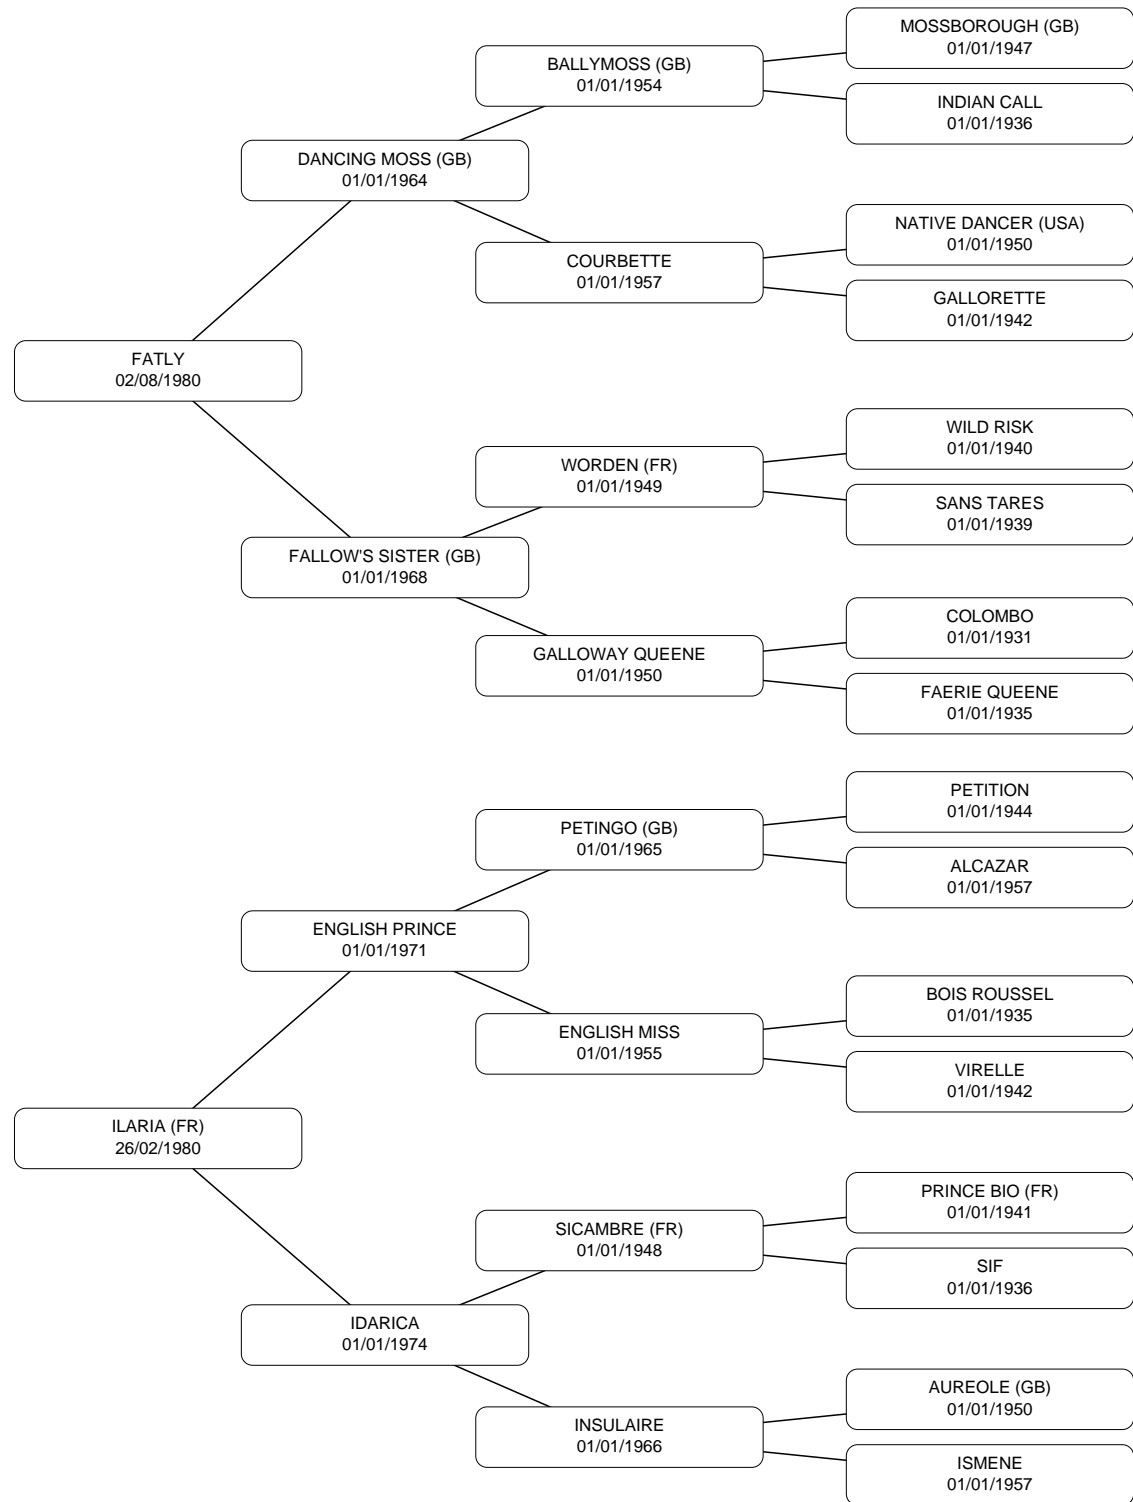 MOSSBOROUGH (GB)
01/01/1947
BALLYMOSS (GB)
01/01/1954
INDIAN CALL
01/01/1936
DANCING MOSS (GB)
01/01/1964
NATIVE DANCER (USA)
01/01/1950
COURBETTE
01/01/1957
GALLORETTE
01/01/1942
FATLY
02/08/1980
WILD RISK
01/01/1940
WORDEN (FR)
01/01/1949
SANS TARES
01/01/1939
FALLOW'S SISTER (GB)
01/01/1968
COLOMBO
01/01/1931
GALLOWAY QUEENE
01/01/1950
FAERIE QUEENE
01/01/1935
PETITION
01/01/1944
PETINGO (GB)
01/01/1965
ALCAZAR
01/01/1957
ENGLISH PRINCE
01/01/1971
BOIS ROUSSEL
01/01/1935
ENGLISH MISS
01/01/1955
VIRELLE
01/01/1942
ILARIA (FR)
26/02/1980
PRINCE BIO (FR)
01/01/1941
SICAMBRE (FR)
01/01/1948
SIF
01/01/1936
IDARICA
01/01/1974
AUREOLE (GB)
01/01/1950
INSULAIRE
01/01/1966
ISMENE
01/01/1957